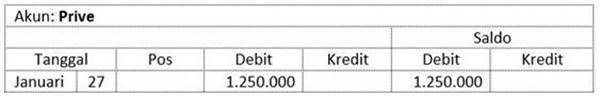 Akun: Prive
Saldo
Tanggal Pos Debit Kredit Debit Kredit
Januari 27 1.250.000 1.250.000